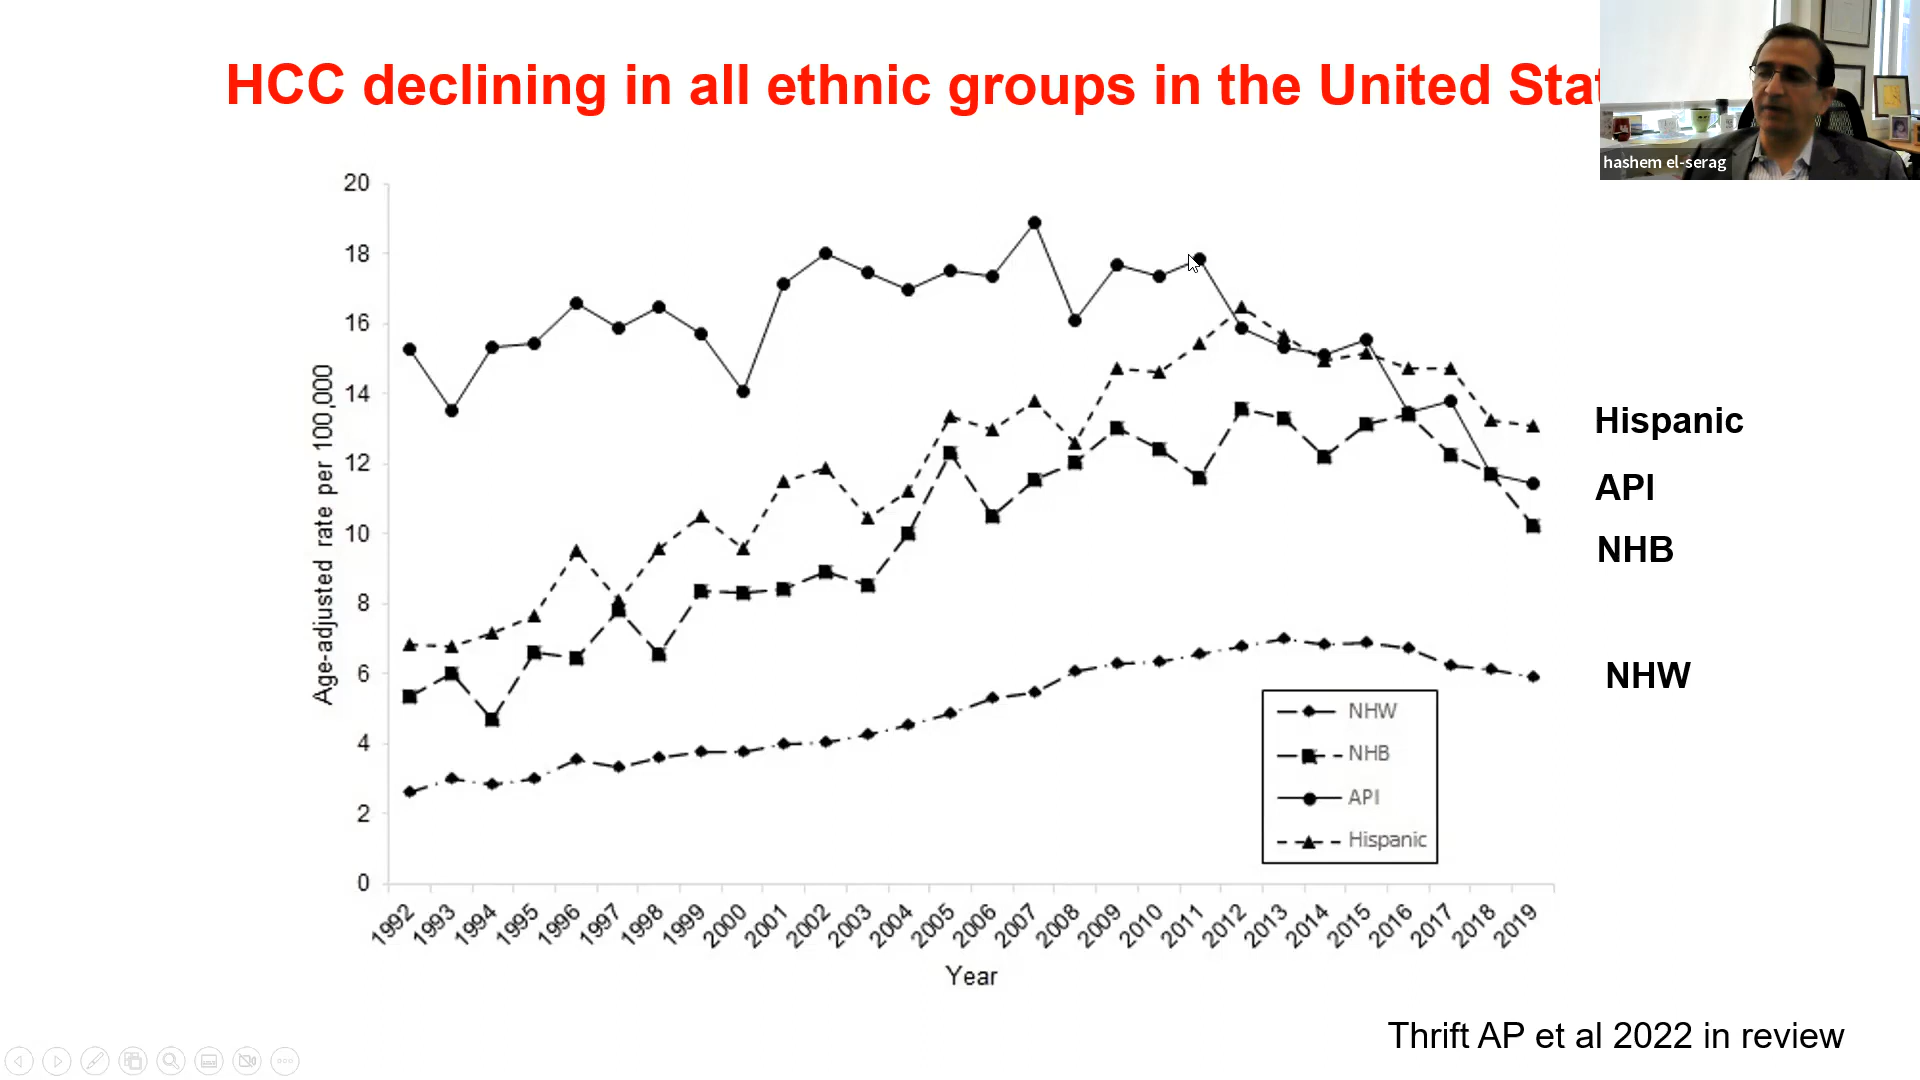 HCC declining in all ethnic groups in the United Stat
hashem el-serag
20
18
16
14
12
10
8
6
4
2
0
Age-adjusted rate per 100,000
Hispanic
API
NHB
NHW
NHW
NHB
API
Hispanic
1992 1993 1994 1995 1996 1997 1998 1999 2000 2001 2002 2003 2004 2005 2006 2007 2008 2009 2010 2011 2012 2013 2014 2015 2016 2017 2018 2019
Year
Thrift AP et al 2022 in review